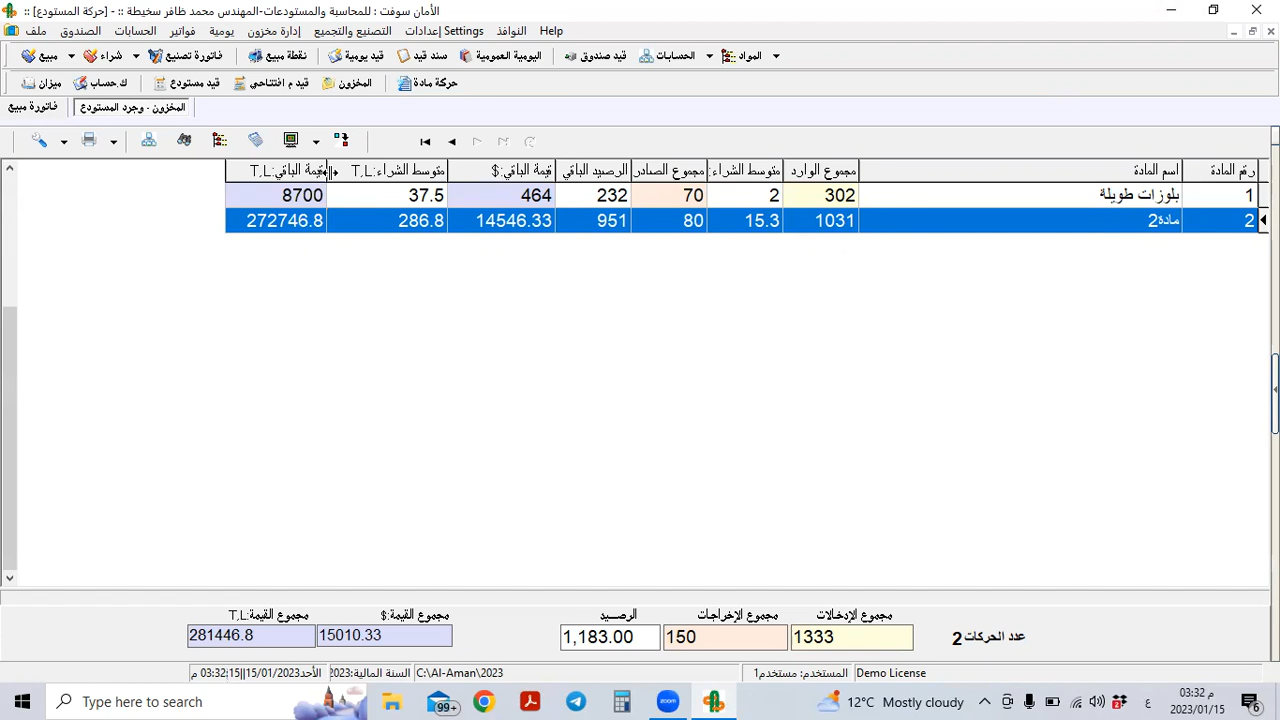 الأمان سوفت : للمحاسبة والمستودعات-المهندس محمد ظافر سخيطة :: - [حركة المستودع] ::
ملف الصندوق الحسابات فواتير يومية إدارة مخزون التصنيع والتجميع Settings|إعدادات النوافذ Help
مبيع شراء فاتورة تصنيع نقطة مبيع قيد يومية سند قيد اليومية العمومية قيد صندوق الحسابات المواد
ميزان ك.حساب قيد مستودع قيد م افتتاحي المخزون حركة مادة
فاتورة مبيع المخزون - وجرد المستودع
رقم المادة اسم المادة مجموع الوارد متوسط الشراء: مجموع الصادر الرصيد الباقي قيمة الباقي:$ متوسط الشراء:T,L قيمة الباقي:T,L
1 بلوزات طويلة 302 2 70 232 464 37.5 8700
2 مادة2 1031 15.3 80 951 14546.33 286.8 272746.8
مجموع الإدخالات مجموع الإخراجات الرصـــيد مجموع القيمة:$ مجموع القيمة:T,L
عدد الحركات 2 1333 150 1,183.00 15010.33 281446.8
الأحد15/01/2023||03:32:15 م السنة المالية:2023 C:\Al-Aman\2023 المستخدم: مستخدم1 Demo License
Type here to search 99+ 12°C Mostly cloudy 2 ع 03:32 م 6
2023/01/15